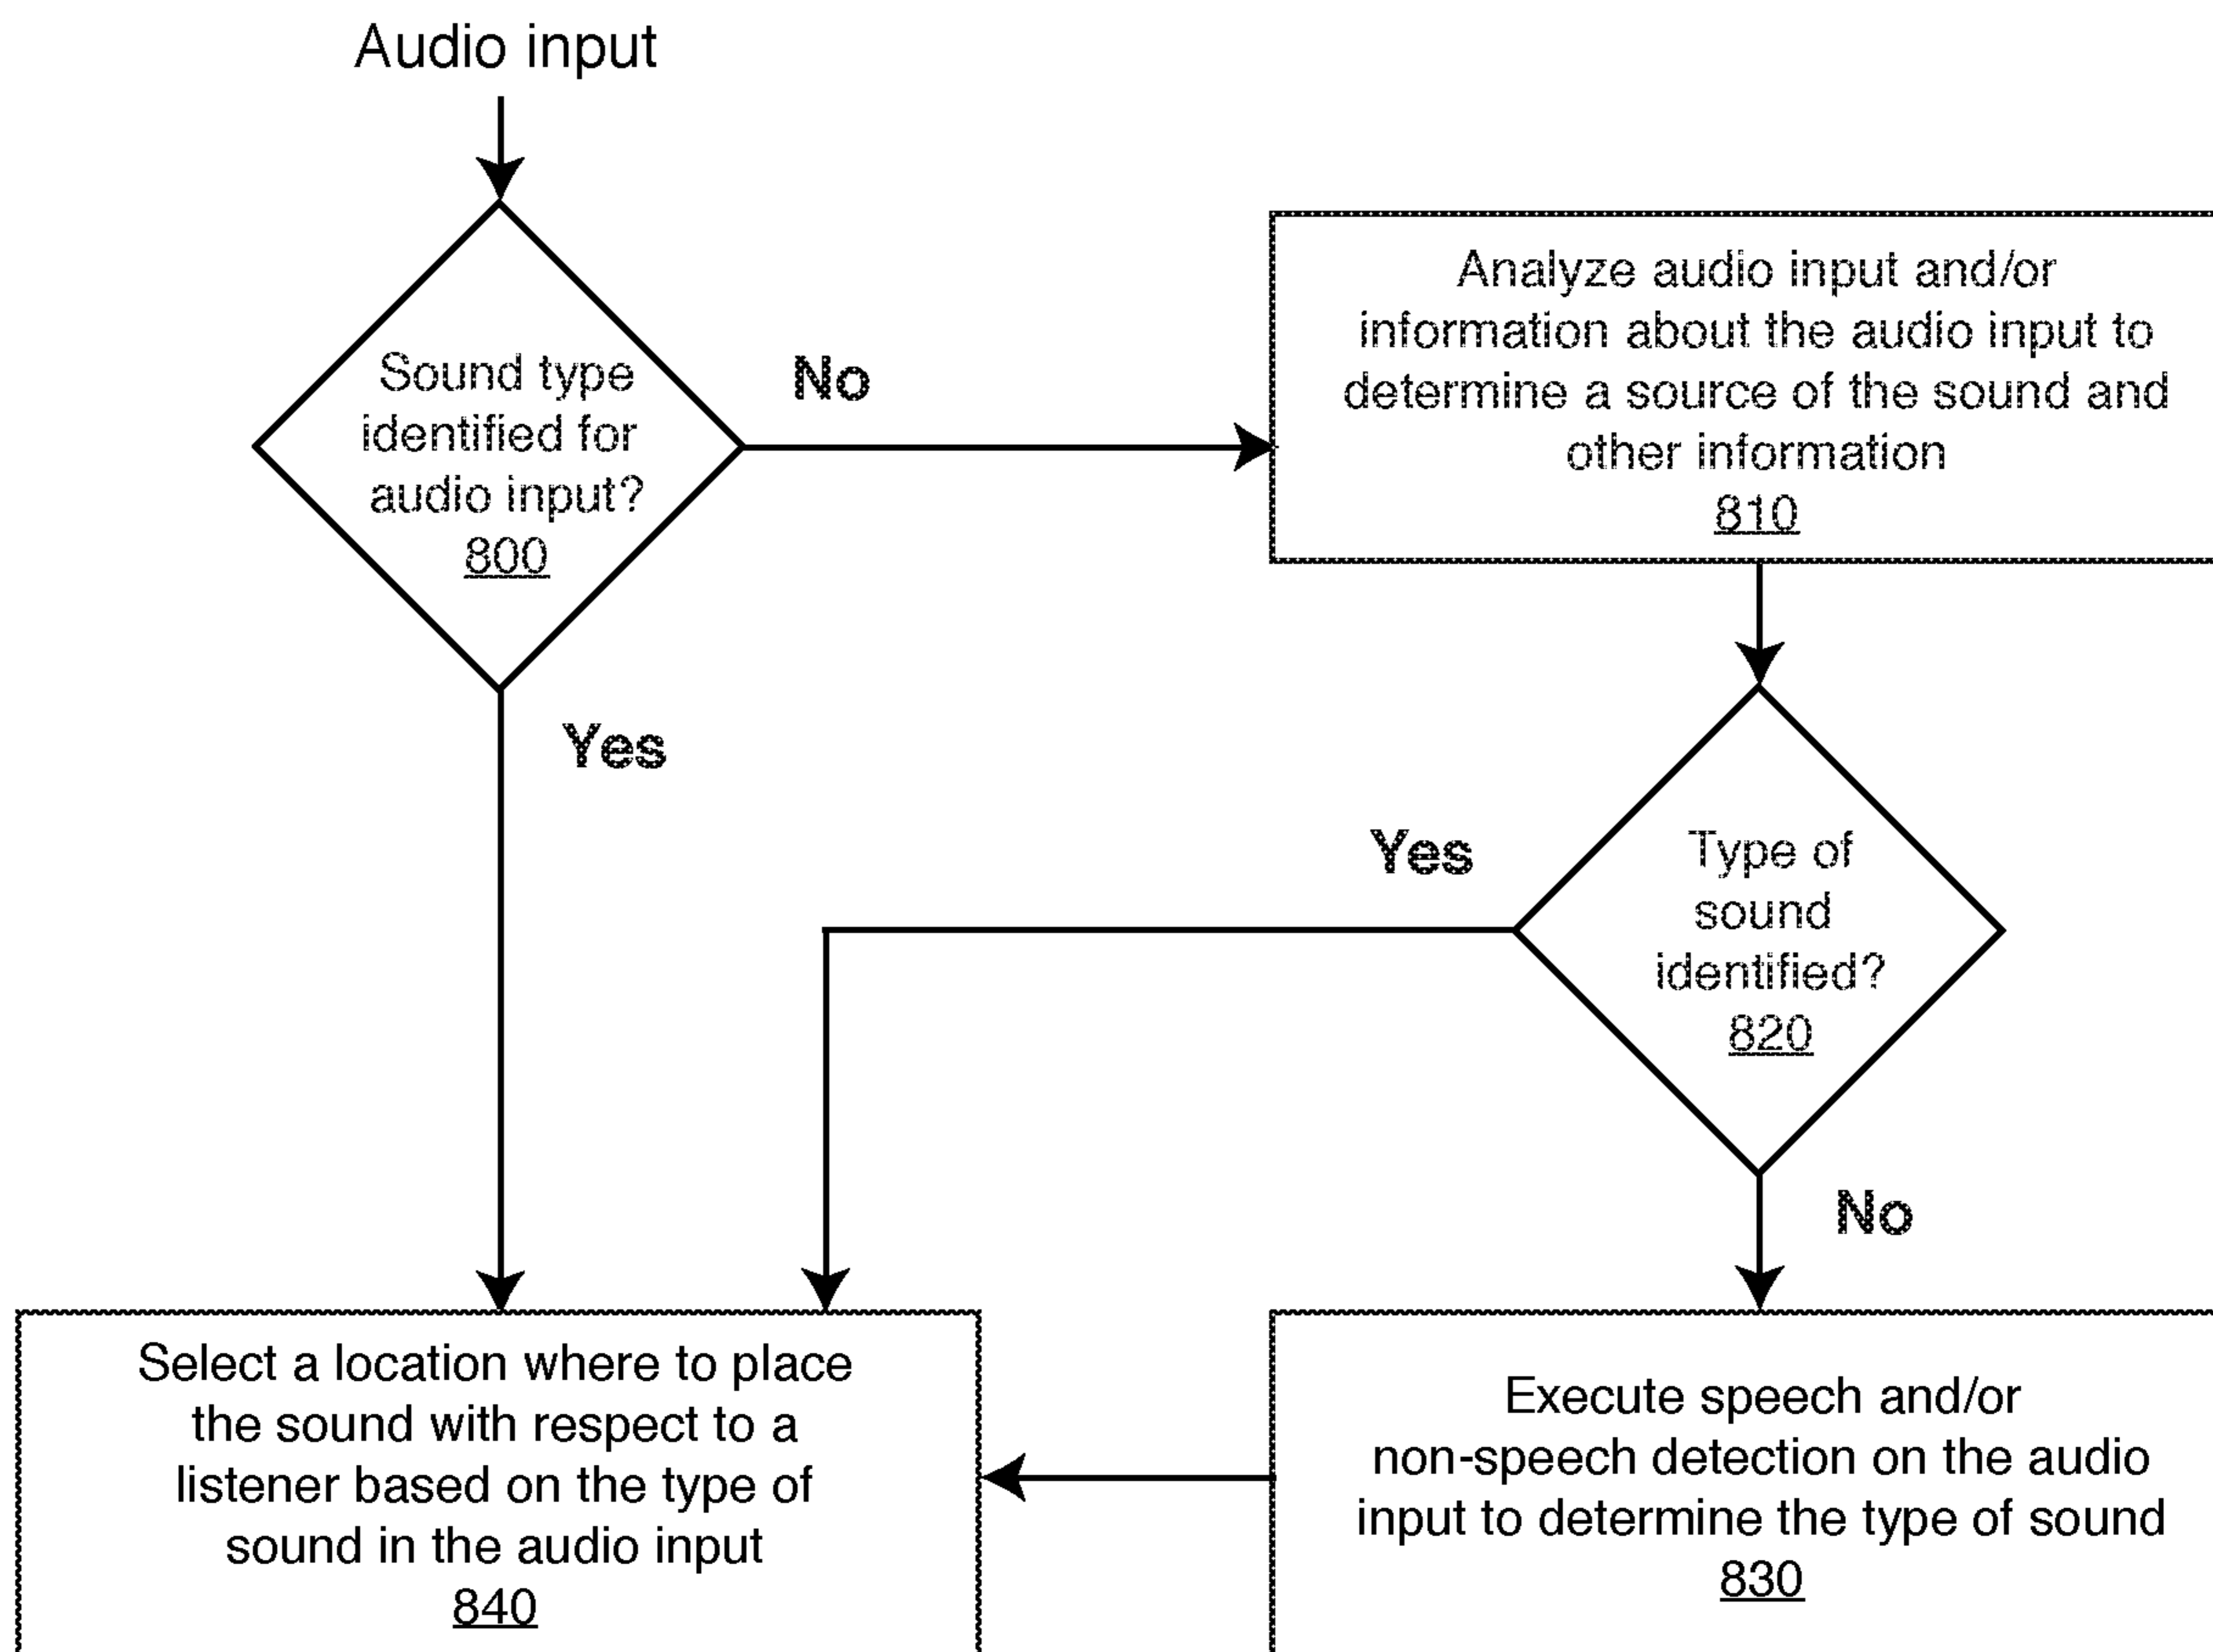 Audio input
Sound type
identified for
audio input?
800
No
Yes
Analyze audio input and/or
information about the audio input to
determine a source of the sound and
other information
810
Type of
sound
identified?
820
Yes
No
Execute speech and/or
non-speech detection on the audio
input to determine the type of sound
830
Select a location where to place
the sound with respect to a
listener based on the type of
sound in the audio input
840